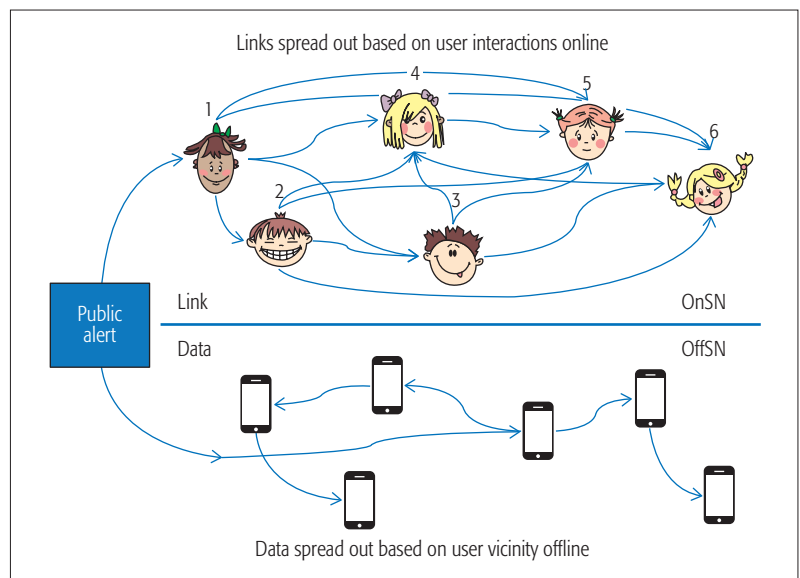 Links spread out based on user interactions online
4
5
1
6
2
3
Public
alert
Link
OnSN
Data
OffSN
Data spread out based on user vicinity offline